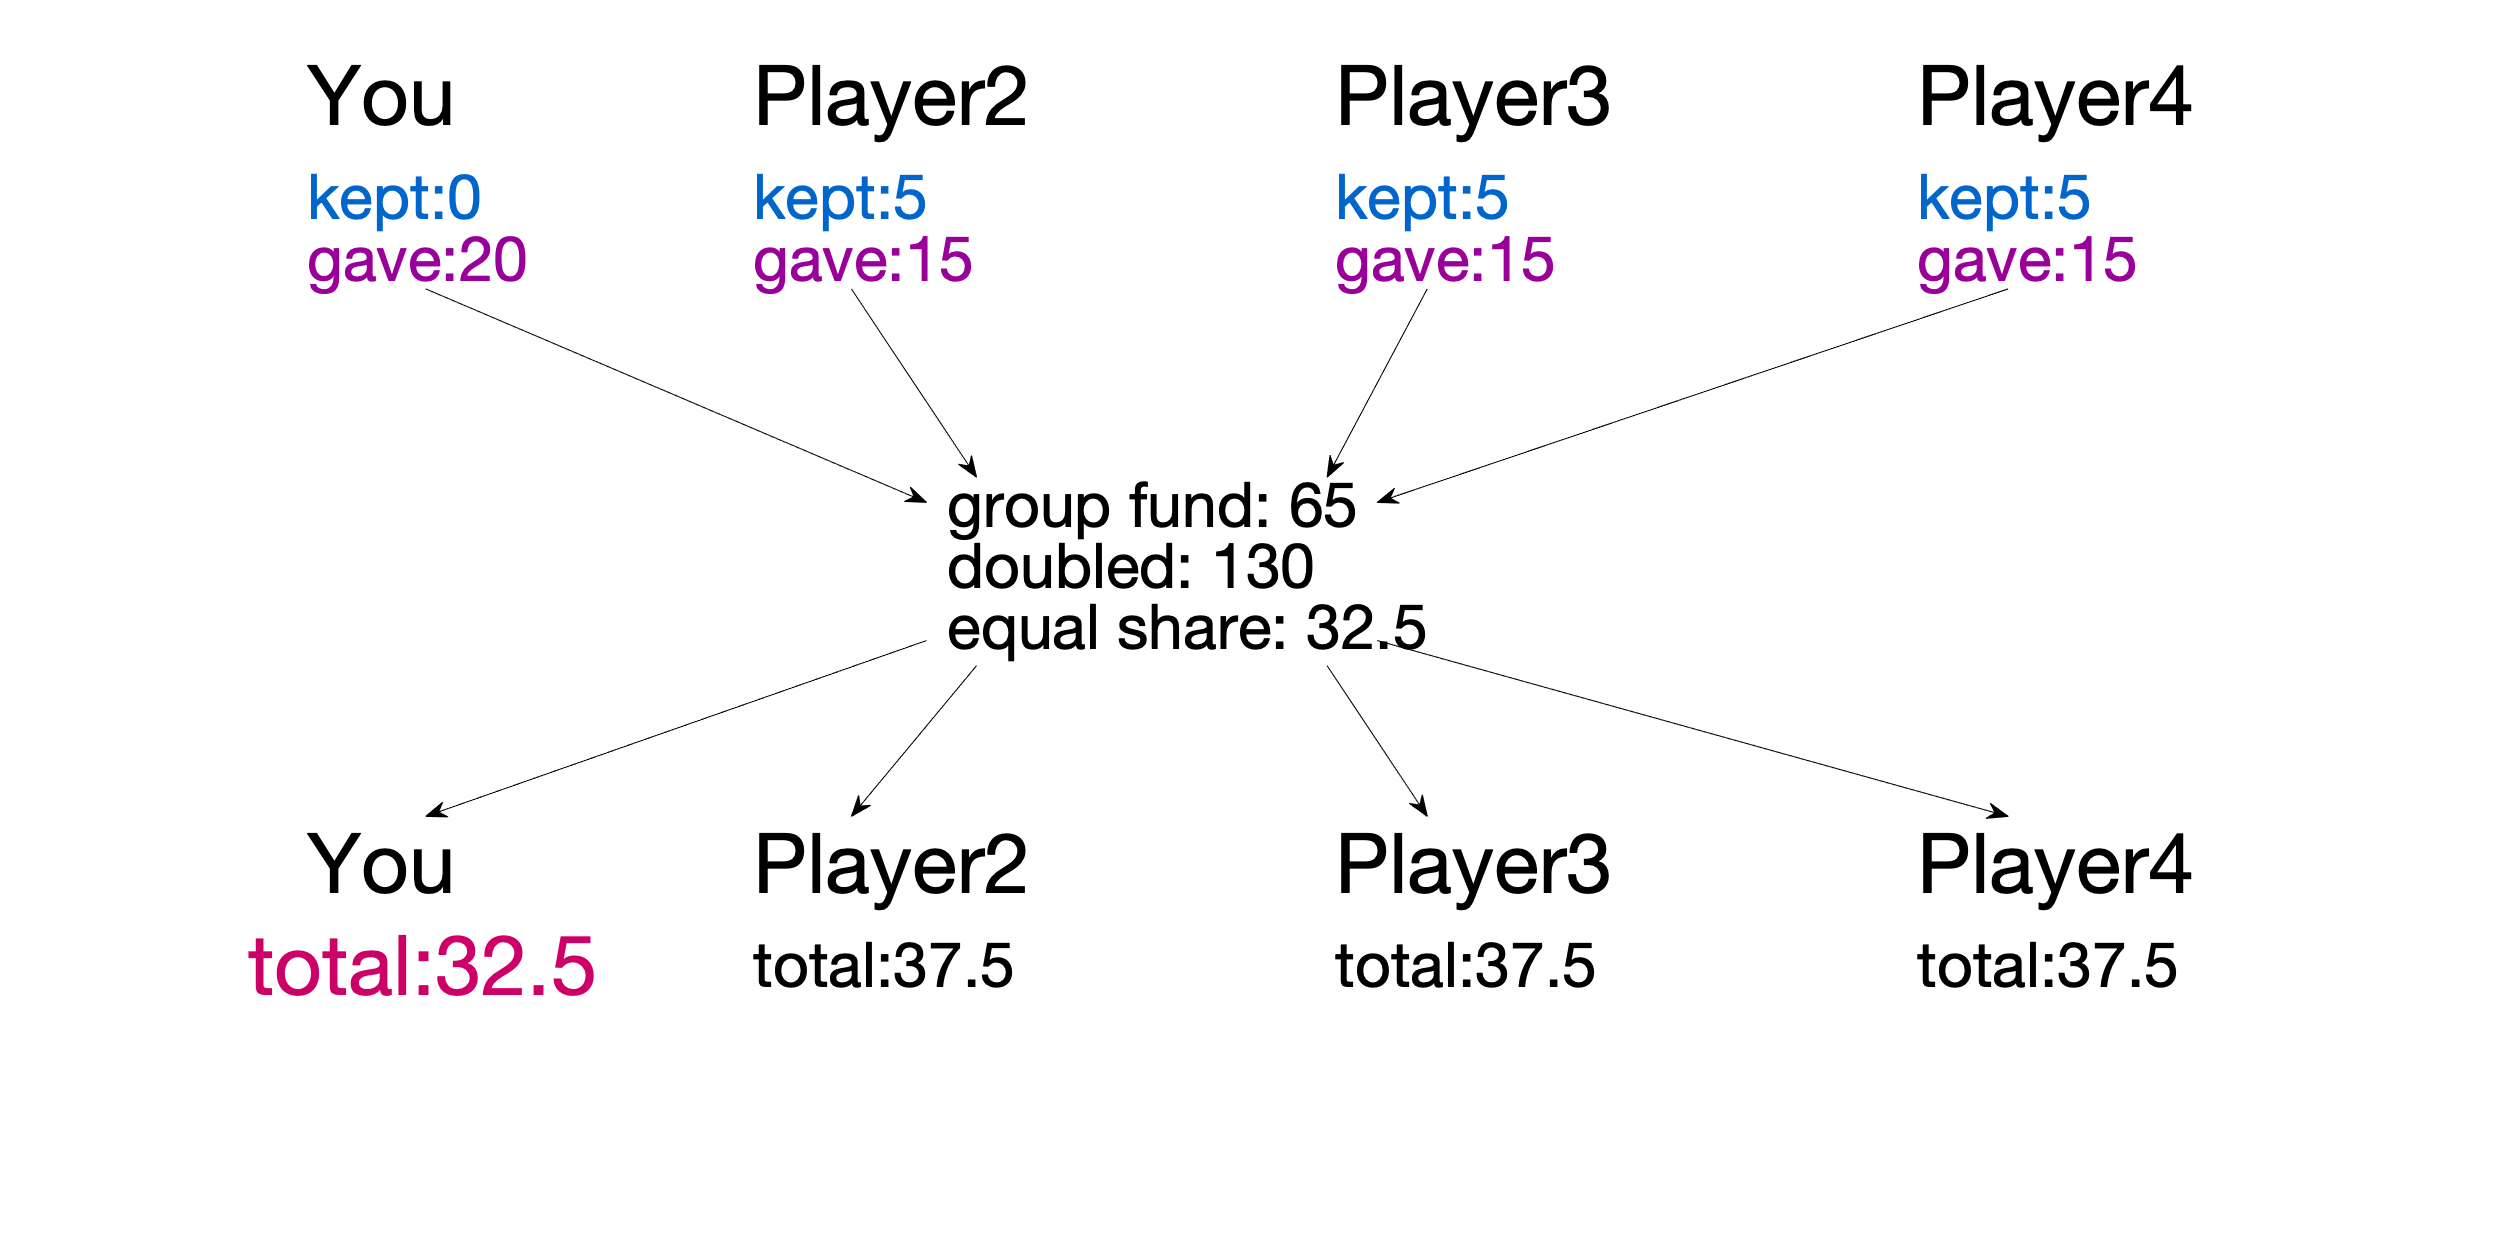 You
Player2
Player3
Player4
kept:0
kept:5
kept:5
kept:5
gave:20
gave:15
gave:15
gave:15
group fund: 65
doubled: 130
equal share: 32.5
You
Player2
Player3
Player4
total:32.5
total:37.5
total:37.5
total:37.5